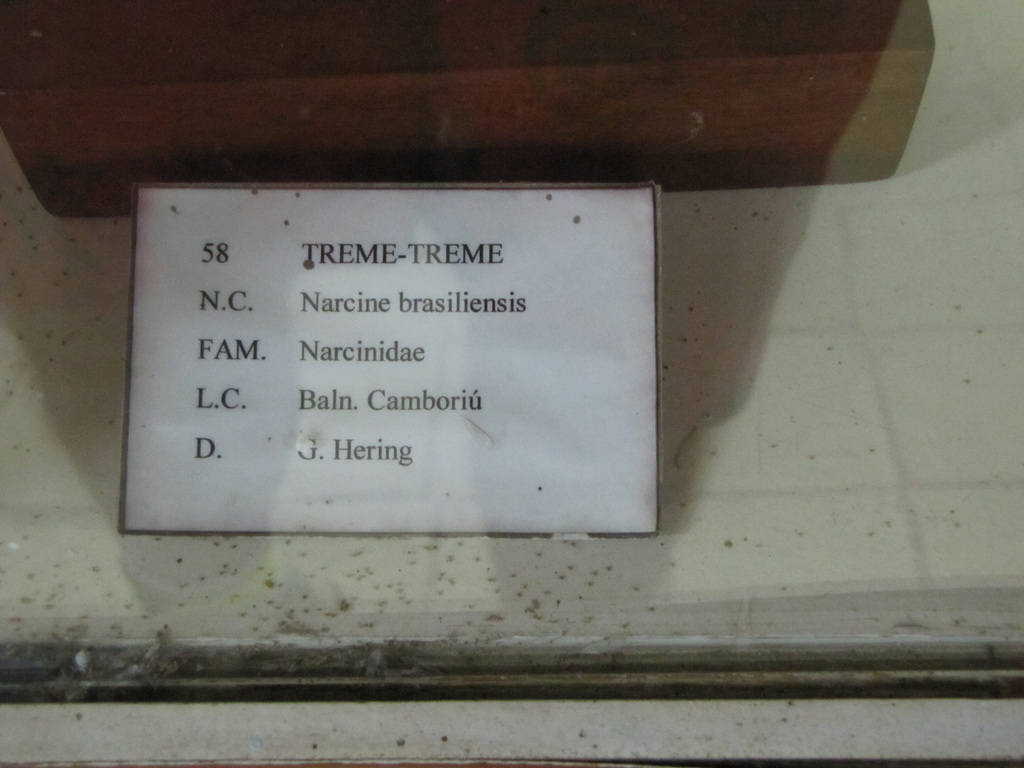 58 TREME-TREME
N.C. Narcine brasiliensis
FAM. Narcinidae
L.C. Baln. Camboriú
D. G. Hering